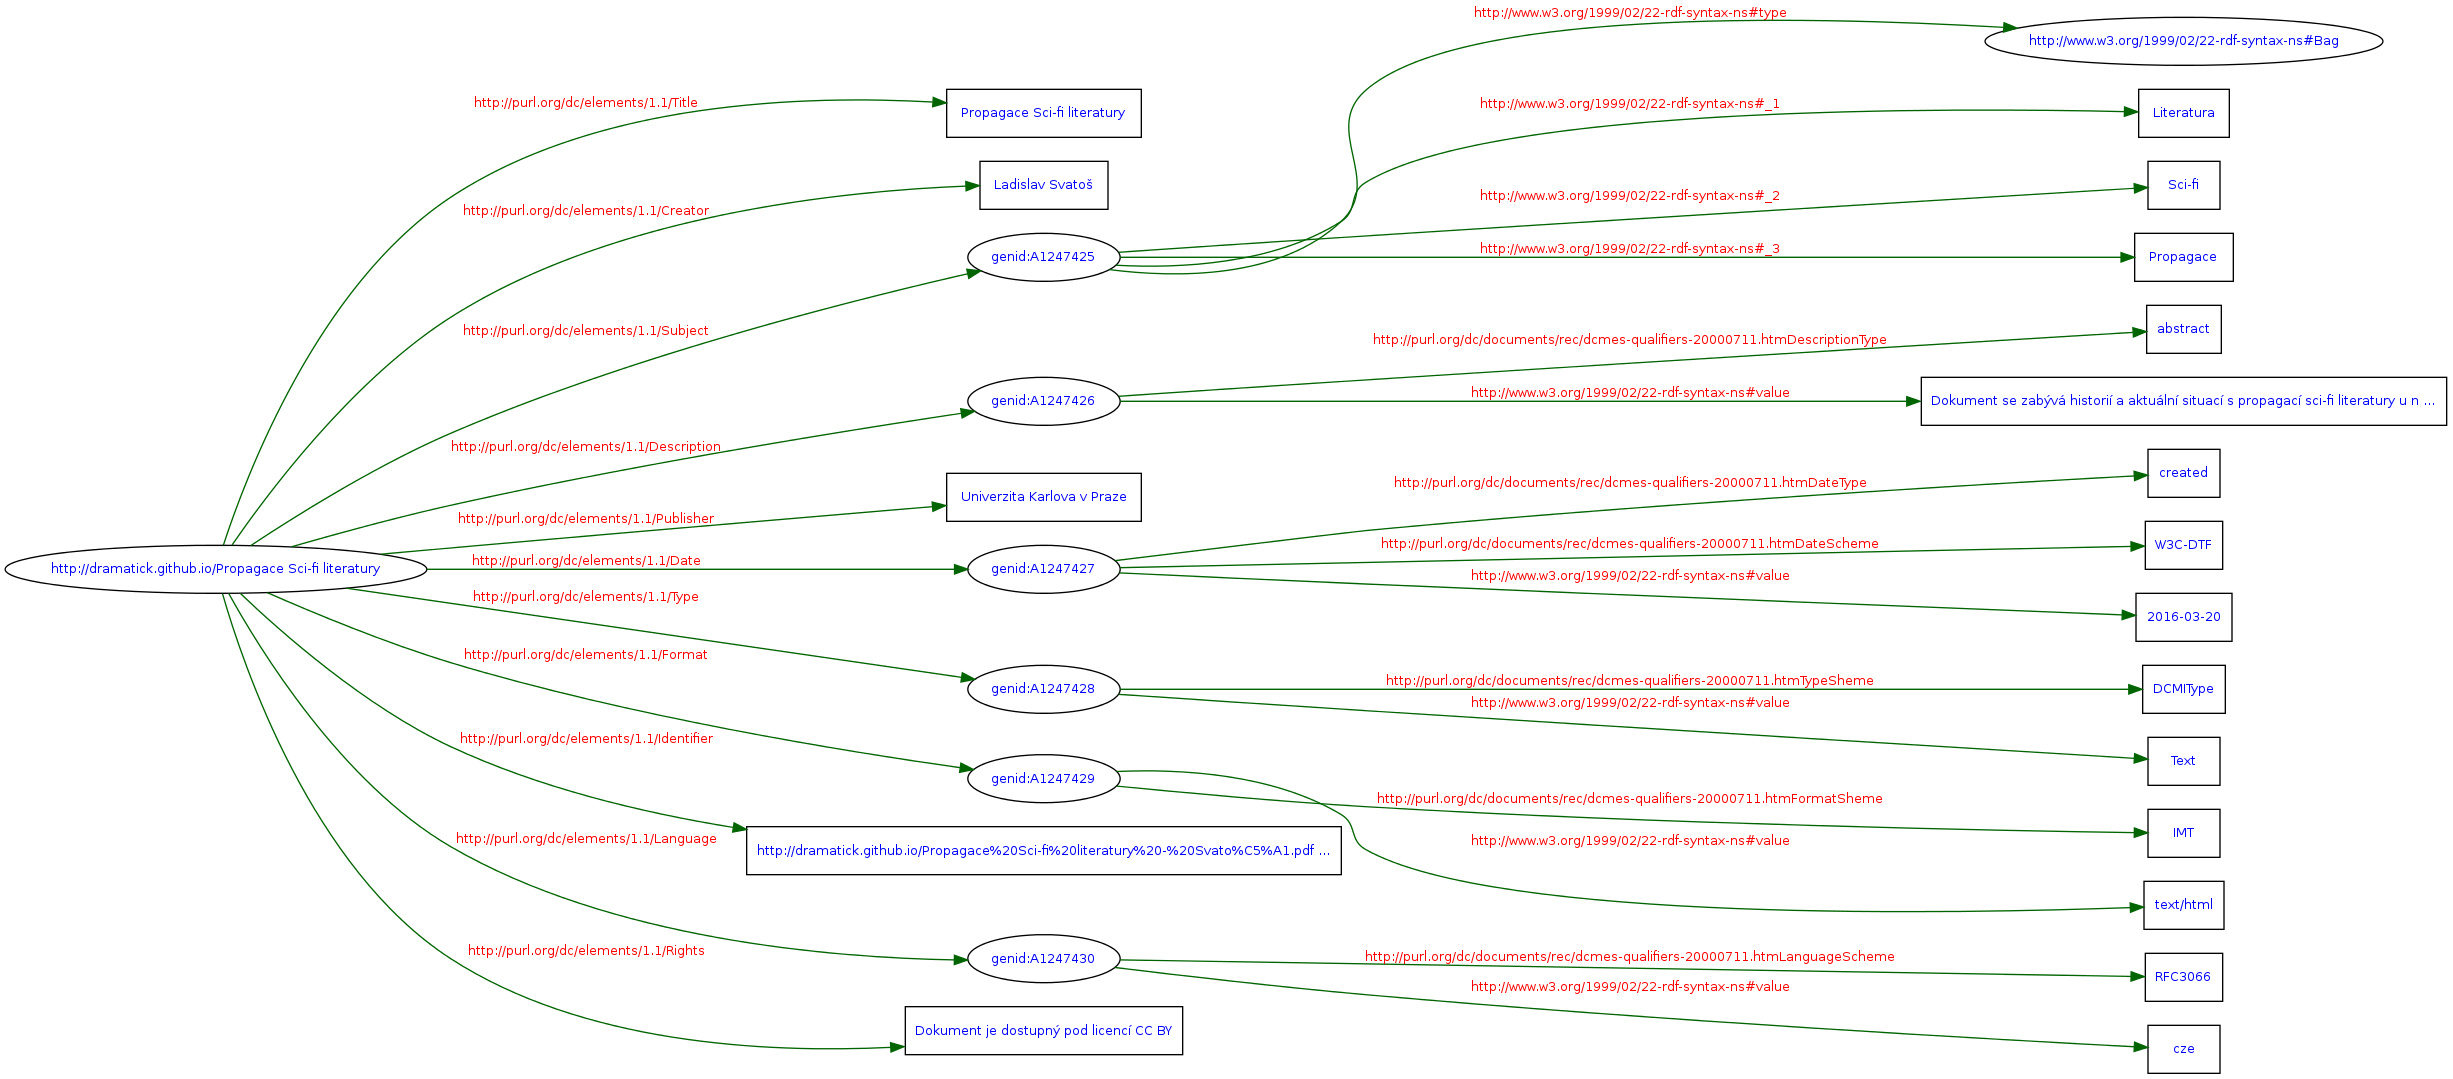 http://www.w3.org/1999/02/22-rdf-syntax-ns#type
http://www.w3.org/1999/02/22-rdf-syntax-ns#Bag
http://purl.org/dc/elements/1.1/Title
Propagace Sci-fi literatury
http://www.w3.org/1999/02/22-rdf-syntax-ns#_1
Literatura
http://purl.org/dc/elements/1.1/Creator
Ladislav Svatoš
http://www.w3.org/1999/02/22-rdf-syntax-ns#_2
Sci-fi
http://purl.org/dc/elements/1.1/Subject
genid:A1247425
http://www.w3.org/1999/02/22-rdf-syntax-ns#_3
Propagace
http://purl.org/dc/documents/rec/dcmes-qualifiers-20000711.htmDescriptionType
abstract
http://purl.org/dc/elements/1.1/Description
genid:A1247426
http://www.w3.org/1999/02/22-rdf-syntax-ns#value
Dokument se zabývá historií a aktuální situací s propagací sci-fi literatury u n ...
http://purl.org/dc/elements/1.1/Publisher
Univerzita Karlova v Praze
http://purl.org/dc/documents/rec/dcmes-qualifiers-20000711.htmDateType
created
http://dramatick.github.io/Propagace Sci-fi literatury
http://purl.org/dc/elements/1.1/Date
genid:A1247427
http://purl.org/dc/documents/rec/dcmes-qualifiers-20000711.htmDateScheme
W3C-DTF
http://www.w3.org/1999/02/22-rdf-syntax-ns#value
2016-03-20
http://purl.org/dc/elements/1.1/Type
genid:A1247428
http://purl.org/dc/documents/rec/dcmes-qualifiers-20000711.htmTypeSheme
DCMIType
http://www.w3.org/1999/02/22-rdf-syntax-ns#value
Text
http://purl.org/dc/elements/1.1/Format
genid:A1247429
http://purl.org/dc/documents/rec/dcmes-qualifiers-20000711.htmFormatSheme
IMT
http://www.w3.org/1999/02/22-rdf-syntax-ns#value
text/html
http://purl.org/dc/elements/1.1/Identifier
http://dramatick.github.io/Propagace%20Sci-fi%20literatury%20-%20Svato%C5%A1.pdf ...
http://purl.org/dc/elements/1.1/Language
genid:A1247430
http://purl.org/dc/documents/rec/dcmes-qualifiers-20000711.htmLanguageScheme
RFC3066
http://www.w3.org/1999/02/22-rdf-syntax-ns#value
cze
http://purl.org/dc/elements/1.1/Rights
Dokument je dostupný pod licencí CC BY